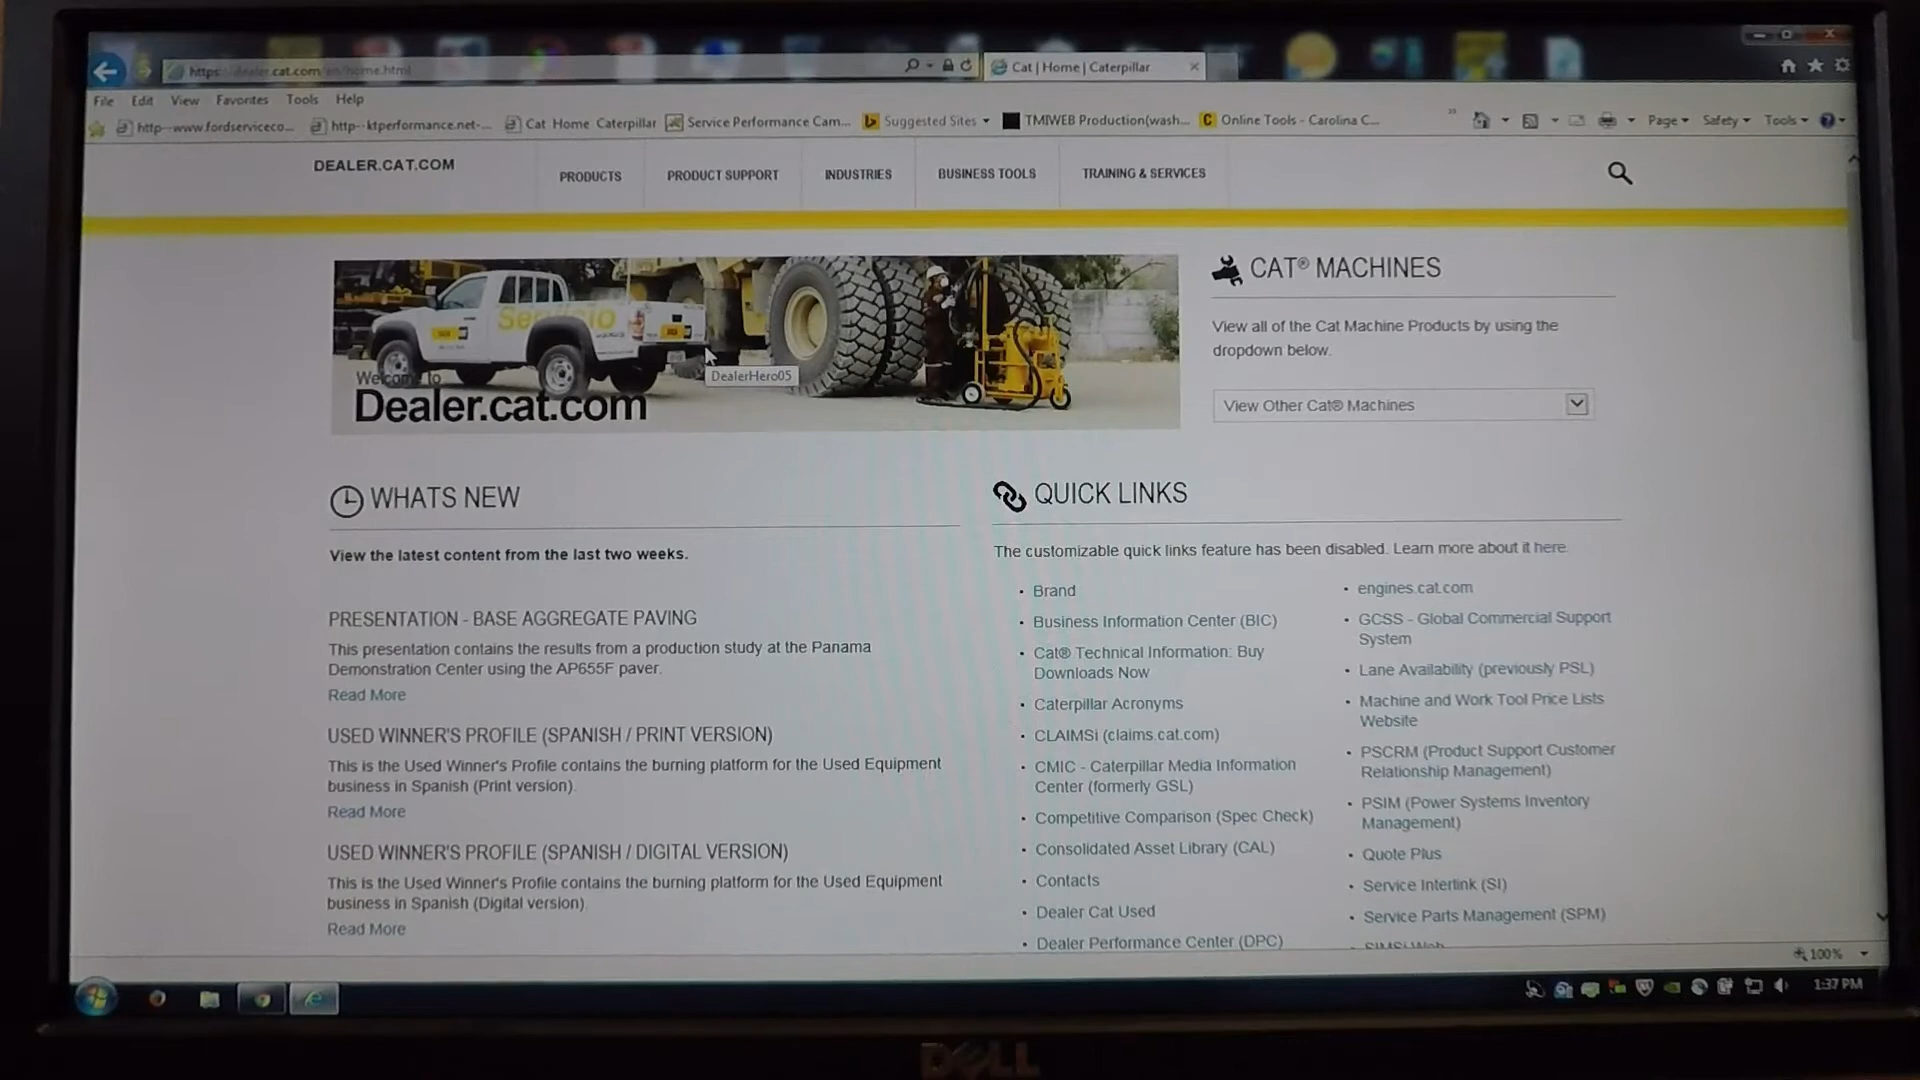 https://dealer.cat.com/en/home.html
Cat | Home | Caterpillar
File Edit View Favorites Tools Help
http--www.fordserviceco...
http--ktperformance.net-...
Cat Home Caterpillar
Service Performance Cam...
Suggested Sites
TMIWEB Production(wash...
Online Tools - Carolina C...
Page
Safety
Tools
DEALER.CAT.COM
PRODUCTS
PRODUCT SUPPORT
INDUSTRIES
BUSINESS TOOLS
TRAINING & SERVICES
Servicio
Welcome to
Dealer.cat.com
DealerHero05
CAT® MACHINES
View all of the Cat Machine Products by using the
dropdown below.
View Other Cat® Machines
WHATS NEW
View the latest content from the last two weeks.
PRESENTATION - BASE AGGREGATE PAVING
This presentation contains the results from a production study at the Panama
Demonstration Center using the AP655F paver.
Read More
USED WINNER'S PROFILE (SPANISH / PRINT VERSION)
This is the Used Winner's Profile contains the burning platform for the Used Equipment
business in Spanish (Print version).
Read More
USED WINNER'S PROFILE (SPANISH / DIGITAL VERSION)
This is the Used Winner's Profile contains the burning platform for the Used Equipment
business in Spanish (Digital version).
Read More
QUICK LINKS
The customizable quick links feature has been disabled. Learn more about it here.
Brand
Business Information Center (BIC)
Cat® Technical Information: Buy
Downloads Now
Caterpillar Acronyms
CLAIMSi (claims.cat.com)
CMIC - Caterpillar Media Information
Center (formerly GSL)
Competitive Comparison (Spec Check)
Consolidated Asset Library (CAL)
Contacts
Dealer Cat Used
Dealer Performance Center (DPC)
engines.cat.com
GCSS - Global Commercial Support
System
Lane Availability (previously PSL)
Machine and Work Tool Price Lists
Website
PSCRM (Product Support Customer
Relationship Management)
PSIM (Power Systems Inventory
Management)
Quote Plus
Service Interlink (SI)
Service Parts Management (SPM)
SIMSi Web
100%
1:37 PM
DELL